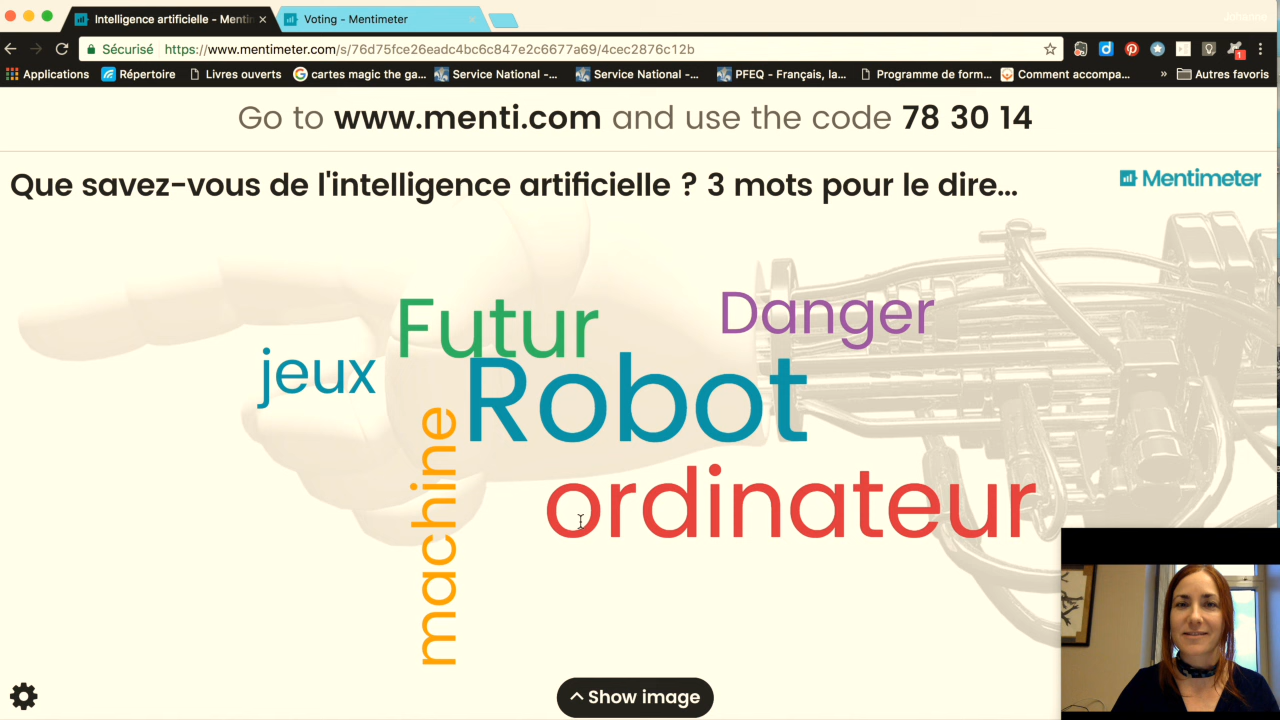 Intelligence artificielle - Mentin
Voting - Mentimeter
Sécurisé
https://www.mentimeter.com/s/76d75fce26eadc4bc6c847e2c6677a69/4cec2876c12b
Applications
Répertoire
Livres ouverts
cartes magic the ga...
Service National -...
Service National -...
PFEQ - Français, la...
Programme de form...
Comment accompa...
» Autres favoris
Go to www.menti.com and use the code 78 30 14
Que savez-vous de l'intelligence artificielle ? 3 mots pour le dire...
Mentimeter
Futur
Danger
jeux
Robot
machine
ordinateur
Show image